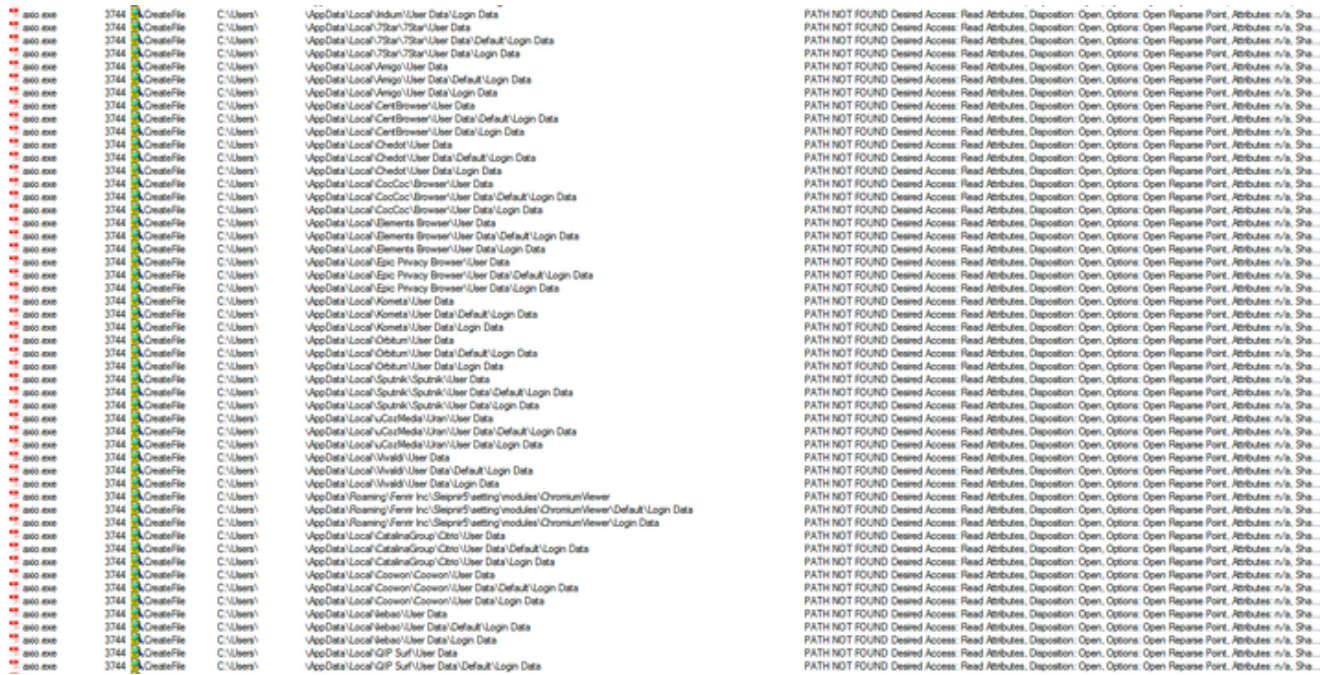 axio.exe 3744 CreateFile C:\Users\ \AppData\Local\Iridium\User Data\Login Data PATH NOT FOUND Desired Access: Read Attributes, Disposition: Open, Options: Open Reparse Point, Attributes: n/a, Sha...
axio.exe 3744 CreateFile C:\Users\ \AppData\Local\7Star\7Star\User Data PATH NOT FOUND Desired Access: Read Attributes, Disposition: Open, Options: Open Reparse Point, Attributes: n/a, Sha...
axio.exe 3744 CreateFile C:\Users\ \AppData\Local\7Star\7Star\User Data\Default\Login Data PATH NOT FOUND Desired Access: Read Attributes, Disposition: Open, Options: Open Reparse Point, Attributes: n/a, Sha...
axio.exe 3744 CreateFile C:\Users\ \AppData\Local\7Star\7Star\User Data\Login Data PATH NOT FOUND Desired Access: Read Attributes, Disposition: Open, Options: Open Reparse Point, Attributes: n/a, Sha...
axio.exe 3744 CreateFile C:\Users\ \AppData\Local\Amigo\User Data PATH NOT FOUND Desired Access: Read Attributes, Disposition: Open, Options: Open Reparse Point, Attributes: n/a, Sha...
axio.exe 3744 CreateFile C:\Users\ \AppData\Local\Amigo\User Data\Default\Login Data PATH NOT FOUND Desired Access: Read Attributes, Disposition: Open, Options: Open Reparse Point, Attributes: n/a, Sha...
axio.exe 3744 CreateFile C:\Users\ \AppData\Local\Amigo\User Data\Login Data PATH NOT FOUND Desired Access: Read Attributes, Disposition: Open, Options: Open Reparse Point, Attributes: n/a, Sha...
axio.exe 3744 CreateFile C:\Users\ \AppData\Local\CentBrowser\User Data PATH NOT FOUND Desired Access: Read Attributes, Disposition: Open, Options: Open Reparse Point, Attributes: n/a, Sha...
axio.exe 3744 CreateFile C:\Users\ \AppData\Local\CentBrowser\User Data\Default\Login Data PATH NOT FOUND Desired Access: Read Attributes, Disposition: Open, Options: Open Reparse Point, Attributes: n/a, Sha...
axio.exe 3744 CreateFile C:\Users\ \AppData\Local\CentBrowser\User Data\Login Data PATH NOT FOUND Desired Access: Read Attributes, Disposition: Open, Options: Open Reparse Point, Attributes: n/a, Sha...
axio.exe 3744 CreateFile C:\Users\ \AppData\Local\Chedot\User Data PATH NOT FOUND Desired Access: Read Attributes, Disposition: Open, Options: Open Reparse Point, Attributes: n/a, Sha...
axio.exe 3744 CreateFile C:\Users\ \AppData\Local\Chedot\User Data\Default\Login Data PATH NOT FOUND Desired Access: Read Attributes, Disposition: Open, Options: Open Reparse Point, Attributes: n/a, Sha...
axio.exe 3744 CreateFile C:\Users\ \AppData\Local\Chedot\User Data\Login Data PATH NOT FOUND Desired Access: Read Attributes, Disposition: Open, Options: Open Reparse Point, Attributes: n/a, Sha...
axio.exe 3744 CreateFile C:\Users\ \AppData\Local\CocCoc\Browser\User Data PATH NOT FOUND Desired Access: Read Attributes, Disposition: Open, Options: Open Reparse Point, Attributes: n/a, Sha...
axio.exe 3744 CreateFile C:\Users\ \AppData\Local\CocCoc\Browser\User Data\Default\Login Data PATH NOT FOUND Desired Access: Read Attributes, Disposition: Open, Options: Open Reparse Point, Attributes: n/a, Sha...
axio.exe 3744 CreateFile C:\Users\ \AppData\Local\CocCoc\Browser\User Data\Login Data PATH NOT FOUND Desired Access: Read Attributes, Disposition: Open, Options: Open Reparse Point, Attributes: n/a, Sha...
axio.exe 3744 CreateFile C:\Users\ \AppData\Local\Elements Browser\User Data PATH NOT FOUND Desired Access: Read Attributes, Disposition: Open, Options: Open Reparse Point, Attributes: n/a, Sha...
axio.exe 3744 CreateFile C:\Users\ \AppData\Local\Elements Browser\User Data\Default\Login Data PATH NOT FOUND Desired Access: Read Attributes, Disposition: Open, Options: Open Reparse Point, Attributes: n/a, Sha...
axio.exe 3744 CreateFile C:\Users\ \AppData\Local\Elements Browser\User Data\Login Data PATH NOT FOUND Desired Access: Read Attributes, Disposition: Open, Options: Open Reparse Point, Attributes: n/a, Sha...
axio.exe 3744 CreateFile C:\Users\ \AppData\Local\Epic Privacy Browser\User Data PATH NOT FOUND Desired Access: Read Attributes, Disposition: Open, Options: Open Reparse Point, Attributes: n/a, Sha...
axio.exe 3744 CreateFile C:\Users\ \AppData\Local\Epic Privacy Browser\User Data\Default\Login Data PATH NOT FOUND Desired Access: Read Attributes, Disposition: Open, Options: Open Reparse Point, Attributes: n/a, Sha...
axio.exe 3744 CreateFile C:\Users\ \AppData\Local\Epic Privacy Browser\User Data\Login Data PATH NOT FOUND Desired Access: Read Attributes, Disposition: Open, Options: Open Reparse Point, Attributes: n/a, Sha...
axio.exe 3744 CreateFile C:\Users\ \AppData\Local\Kometa\User Data PATH NOT FOUND Desired Access: Read Attributes, Disposition: Open, Options: Open Reparse Point, Attributes: n/a, Sha...
axio.exe 3744 CreateFile C:\Users\ \AppData\Local\Kometa\User Data\Default\Login Data PATH NOT FOUND Desired Access: Read Attributes, Disposition: Open, Options: Open Reparse Point, Attributes: n/a, Sha...
axio.exe 3744 CreateFile C:\Users\ \AppData\Local\Kometa\User Data\Login Data PATH NOT FOUND Desired Access: Read Attributes, Disposition: Open, Options: Open Reparse Point, Attributes: n/a, Sha...
axio.exe 3744 CreateFile C:\Users\ \AppData\Local\Orbitum\User Data PATH NOT FOUND Desired Access: Read Attributes, Disposition: Open, Options: Open Reparse Point, Attributes: n/a, Sha...
axio.exe 3744 CreateFile C:\Users\ \AppData\Local\Orbitum\User Data\Default\Login Data PATH NOT FOUND Desired Access: Read Attributes, Disposition: Open, Options: Open Reparse Point, Attributes: n/a, Sha...
axio.exe 3744 CreateFile C:\Users\ \AppData\Local\Orbitum\User Data\Login Data PATH NOT FOUND Desired Access: Read Attributes, Disposition: Open, Options: Open Reparse Point, Attributes: n/a, Sha...
axio.exe 3744 CreateFile C:\Users\ \AppData\Local\Sputnik\Sputnik\User Data PATH NOT FOUND Desired Access: Read Attributes, Disposition: Open, Options: Open Reparse Point, Attributes: n/a, Sha...
axio.exe 3744 CreateFile C:\Users\ \AppData\Local\Sputnik\Sputnik\User Data\Default\Login Data PATH NOT FOUND Desired Access: Read Attributes, Disposition: Open, Options: Open Reparse Point, Attributes: n/a, Sha...
axio.exe 3744 CreateFile C:\Users\ \AppData\Local\Sputnik\Sputnik\User Data\Login Data PATH NOT FOUND Desired Access: Read Attributes, Disposition: Open, Options: Open Reparse Point, Attributes: n/a, Sha...
axio.exe 3744 CreateFile C:\Users\ \AppData\Local\uCozMedia\Uran\User Data PATH NOT FOUND Desired Access: Read Attributes, Disposition: Open, Options: Open Reparse Point, Attributes: n/a, Sha...
axio.exe 3744 CreateFile C:\Users\ \AppData\Local\uCozMedia\Uran\User Data\Default\Login Data PATH NOT FOUND Desired Access: Read Attributes, Disposition: Open, Options: Open Reparse Point, Attributes: n/a, Sha...
axio.exe 3744 CreateFile C:\Users\ \AppData\Local\uCozMedia\Uran\User Data\Login Data PATH NOT FOUND Desired Access: Read Attributes, Disposition: Open, Options: Open Reparse Point, Attributes: n/a, Sha...
axio.exe 3744 CreateFile C:\Users\ \AppData\Local\Vivaldi\User Data PATH NOT FOUND Desired Access: Read Attributes, Disposition: Open, Options: Open Reparse Point, Attributes: n/a, Sha...
axio.exe 3744 CreateFile C:\Users\ \AppData\Local\Vivaldi\User Data\Default\Login Data PATH NOT FOUND Desired Access: Read Attributes, Disposition: Open, Options: Open Reparse Point, Attributes: n/a, Sha...
axio.exe 3744 CreateFile C:\Users\ \AppData\Local\Vivaldi\User Data\Login Data PATH NOT FOUND Desired Access: Read Attributes, Disposition: Open, Options: Open Reparse Point, Attributes: n/a, Sha...
axio.exe 3744 CreateFile C:\Users\ \AppData\Roaming\Fenrir Inc\Sleipnir5\setting\modules\ChromiumViewer PATH NOT FOUND Desired Access: Read Attributes, Disposition: Open, Options: Open Reparse Point, Attributes: n/a, Sha...
axio.exe 3744 CreateFile C:\Users\ \AppData\Roaming\Fenrir Inc\Sleipnir5\setting\modules\ChromiumViewer\Default\Login Data PATH NOT FOUND Desired Access: Read Attributes, Disposition: Open, Options: Open Reparse Point, Attributes: n/a, Sha...
axio.exe 3744 CreateFile C:\Users\ \AppData\Roaming\Fenrir Inc\Sleipnir5\setting\modules\ChromiumViewer\Login Data PATH NOT FOUND Desired Access: Read Attributes, Disposition: Open, Options: Open Reparse Point, Attributes: n/a, Sha...
axio.exe 3744 CreateFile C:\Users\ \AppData\Local\CatalinaGroup\Citrio\User Data PATH NOT FOUND Desired Access: Read Attributes, Disposition: Open, Options: Open Reparse Point, Attributes: n/a, Sha...
axio.exe 3744 CreateFile C:\Users\ \AppData\Local\CatalinaGroup\Citrio\User Data\Default\Login Data PATH NOT FOUND Desired Access: Read Attributes, Disposition: Open, Options: Open Reparse Point, Attributes: n/a, Sha...
axio.exe 3744 CreateFile C:\Users\ \AppData\Local\CatalinaGroup\Citrio\User Data\Login Data PATH NOT FOUND Desired Access: Read Attributes, Disposition: Open, Options: Open Reparse Point, Attributes: n/a, Sha...
axio.exe 3744 CreateFile C:\Users\ \AppData\Local\Coowon\Coowon\User Data PATH NOT FOUND Desired Access: Read Attributes, Disposition: Open, Options: Open Reparse Point, Attributes: n/a, Sha...
axio.exe 3744 CreateFile C:\Users\ \AppData\Local\Coowon\Coowon\User Data\Default\Login Data PATH NOT FOUND Desired Access: Read Attributes, Disposition: Open, Options: Open Reparse Point, Attributes: n/a, Sha...
axio.exe 3744 CreateFile C:\Users\ \AppData\Local\Coowon\Coowon\User Data\Login Data PATH NOT FOUND Desired Access: Read Attributes, Disposition: Open, Options: Open Reparse Point, Attributes: n/a, Sha...
axio.exe 3744 CreateFile C:\Users\ \AppData\Local\liebao\User Data PATH NOT FOUND Desired Access: Read Attributes, Disposition: Open, Options: Open Reparse Point, Attributes: n/a, Sha...
axio.exe 3744 CreateFile C:\Users\ \AppData\Local\liebao\User Data\Default\Login Data PATH NOT FOUND Desired Access: Read Attributes, Disposition: Open, Options: Open Reparse Point, Attributes: n/a, Sha...
axio.exe 3744 CreateFile C:\Users\ \AppData\Local\liebao\User Data\Login Data PATH NOT FOUND Desired Access: Read Attributes, Disposition: Open, Options: Open Reparse Point, Attributes: n/a, Sha...
axio.exe 3744 CreateFile C:\Users\ \AppData\Local\QIP Surf\User Data PATH NOT FOUND Desired Access: Read Attributes, Disposition: Open, Options: Open Reparse Point, Attributes: n/a, Sha...
axio.exe 3744 CreateFile C:\Users\ \AppData\Local\QIP Surf\User Data\Default\Login Data PATH NOT FOUND Desired Access: Read Attributes, Disposition: Open, Options: Open Reparse Point, Attributes: n/a, Sha...